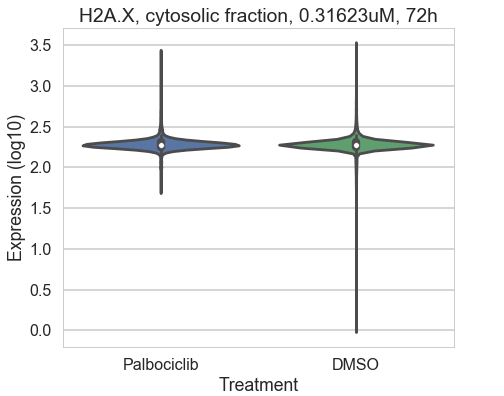 H2A.X, cytosolic fraction, 0.31623uM, 72h
3.5
3.0
2.5
2.0
1.5
1.0
0.5
0.0
Expression (log10)
Palbociclib DMSO
Treatment